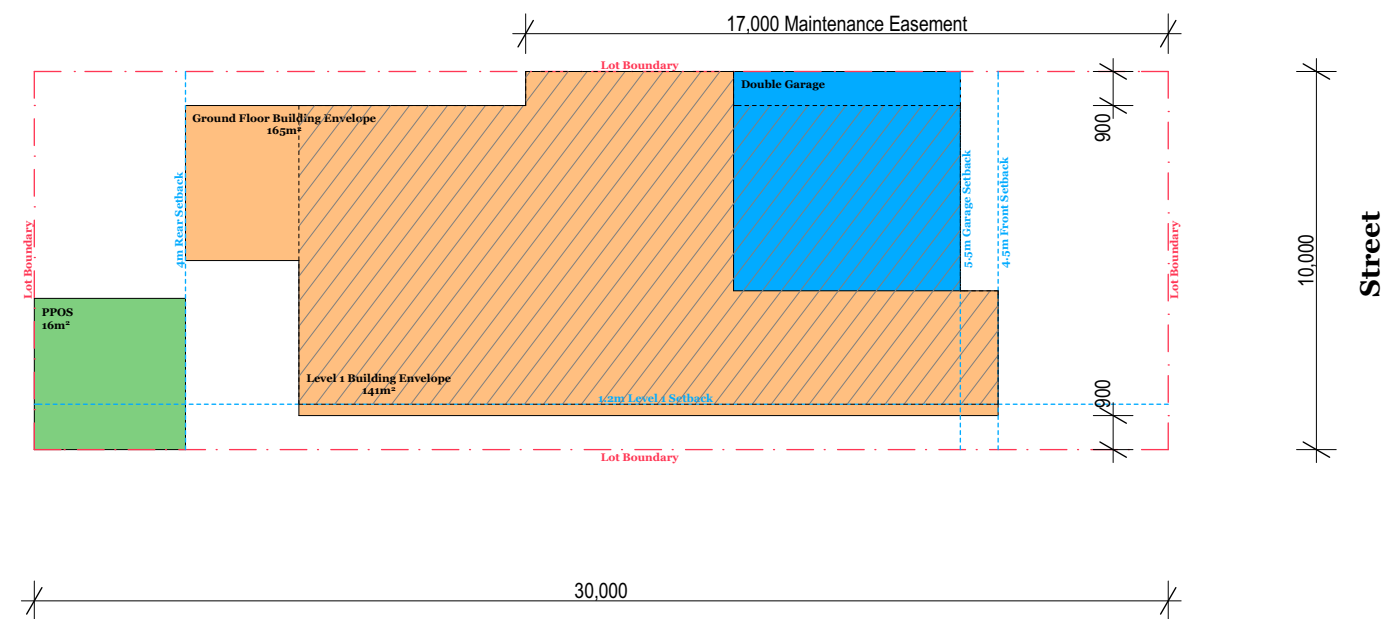 17,000 Maintenance Easement
Lot Boundary
Double Garage
Ground Floor Building Envelope
165m²
900
4m Rear Setback
5.5m Garage Setback
4.5m Front Setback
Lot Boundary
Lot Boundary
10,000
Street
PPOS
16m²
Level 1 Building Envelope
141m²
1.2m Level 1 Setback
900
Lot Boundary
30,000